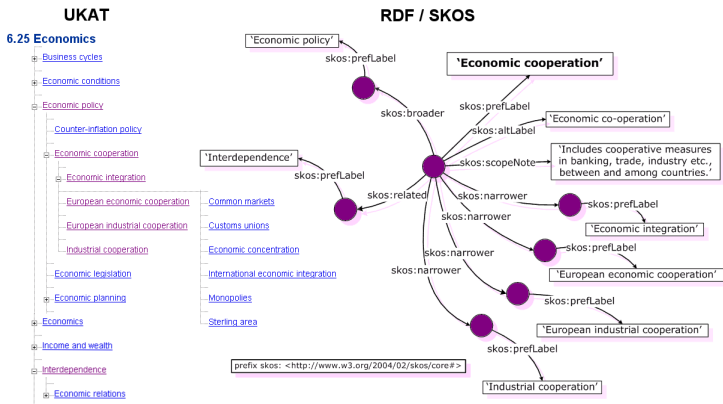 UKAT
RDF / SKOS
6.25 Economics
Business cycles
Economic conditions
Economic policy
Counter-inflation policy
Economic cooperation
Economic integration
European economic cooperation
European industrial cooperation
Industrial cooperation
Common markets
Customs unions
Economic concentration
International economic integration
Monopolies
Sterling area
Economic legislation
Economic planning
Economics
Income and wealth
Interdependence
Economic relations
'Economic policy'
skos:prefLabel
skos:broader
'Economic cooperation'
skos:prefLabel
skos:altLabel
'Economic co-operation'
skos:scopeNote
'Includes cooperative measures
in banking, trade, industry etc.,
between and among countries.'
'Interdependence'
skos:prefLabel
skos:related
skos:narrower
skos:prefLabel
'Economic integration'
skos:narrower
skos:prefLabel
'European economic cooperation'
skos:narrower
skos:prefLabel
'European industrial cooperation'
skos:narrower
skos:prefLabel
'Industrial cooperation'
prefix skos: <http://www.w3.org/2004/02/skos/core#>